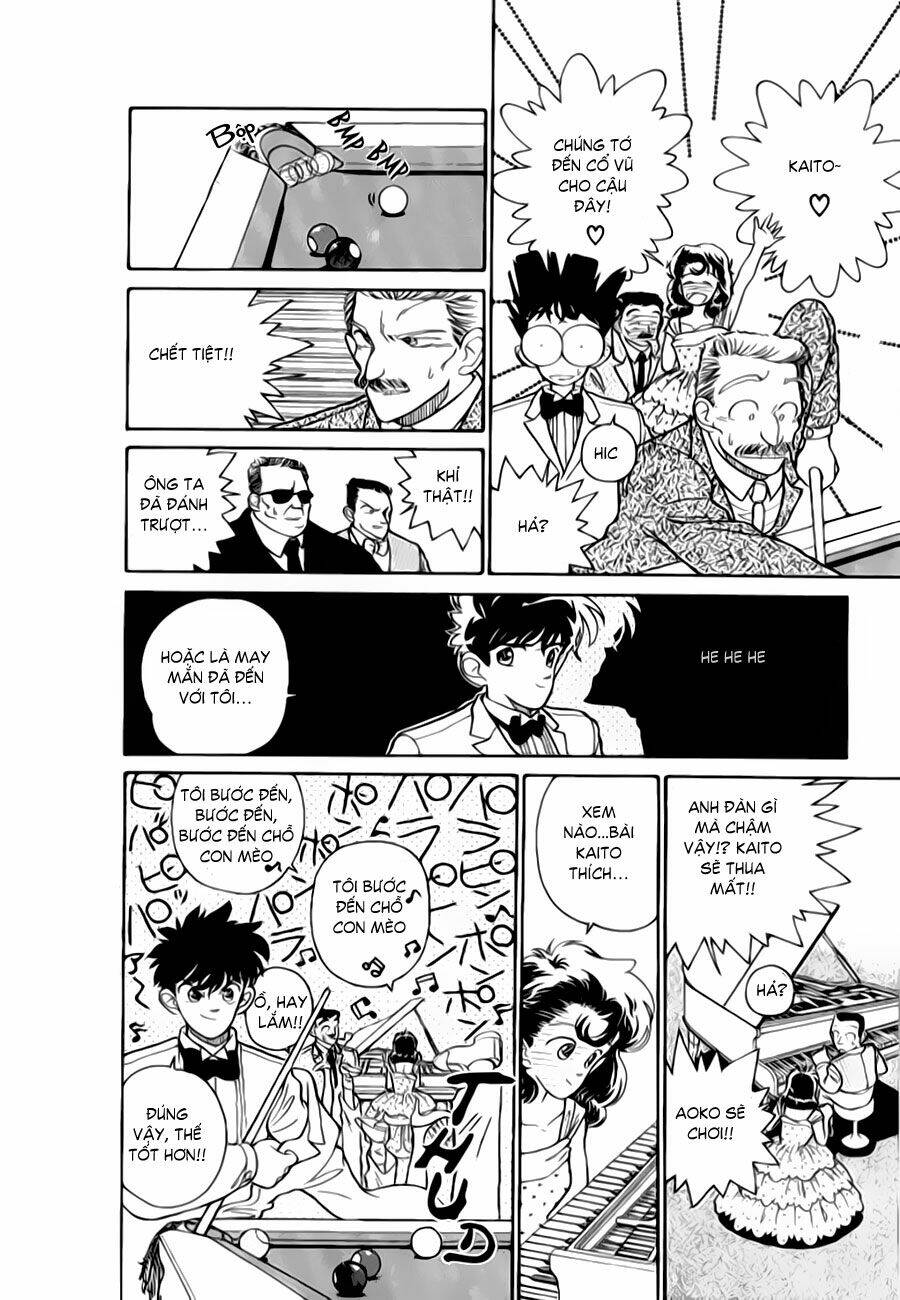 KAITO~
♡
CHÚNG TỚ
ĐẾN CỔ VŨ
CHO CẬU
ĐÂY!
♡
HIC
HẢ?
Bộp
BMP BMP
CHẾT TIỆT!!
KHỈ
THẬT!!
ÔNG TA
ĐÃ ĐÁNH
TRƯỢT...
HE HE HE
HOẶC LÀ MAY
MẮN ĐÃ ĐẾN
VỚI TÔI...
ANH ĐÀN GÌ
MÀ CHẬM
VẬY!? KAITO
SẼ THUA
MẤT!!
HẢ?
AOKO SẼ
CHƠI!!
XEM
NÀO...BÀI
KAITO
THÍCH...
TÔI BƯỚC ĐẾN,
BƯỚC ĐẾN,
BƯỚC ĐẾN CHỖ
CON MÈO
TÔI BƯỚC
ĐẾN CHỖ
CON MÈO
Ồ, HAY
LẮM!!
ĐÚNG
VẬY, THẾ
TỐT HƠN!!
THUD